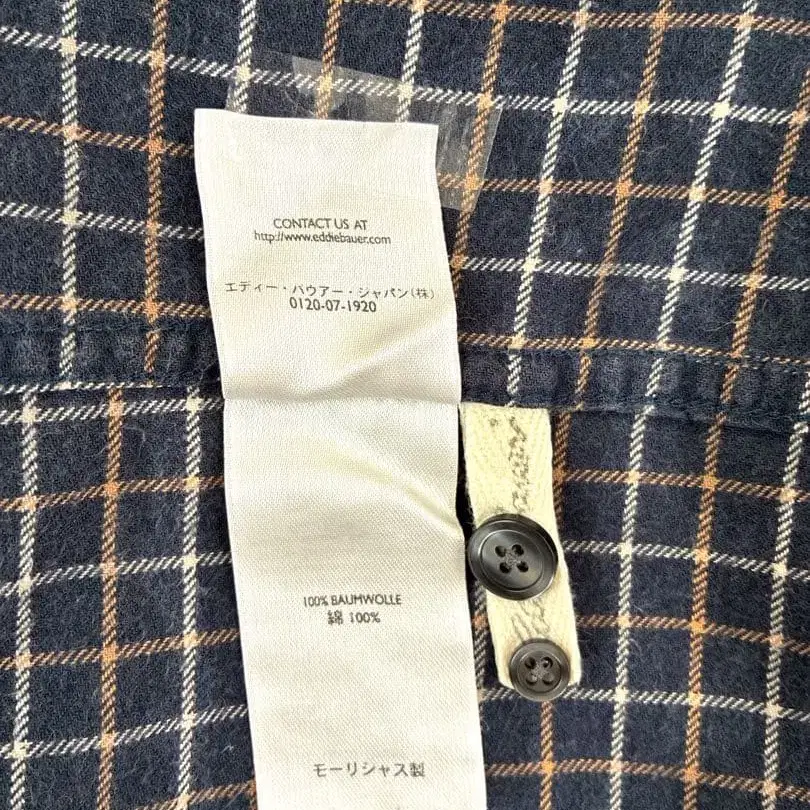 CONTACT US AT
http://www.eddiebauer.com
エディー・バウアー・ジャパン(株)
0120-07-1920
100% BAUMWOLLE
綿 100%
モーリシャス製